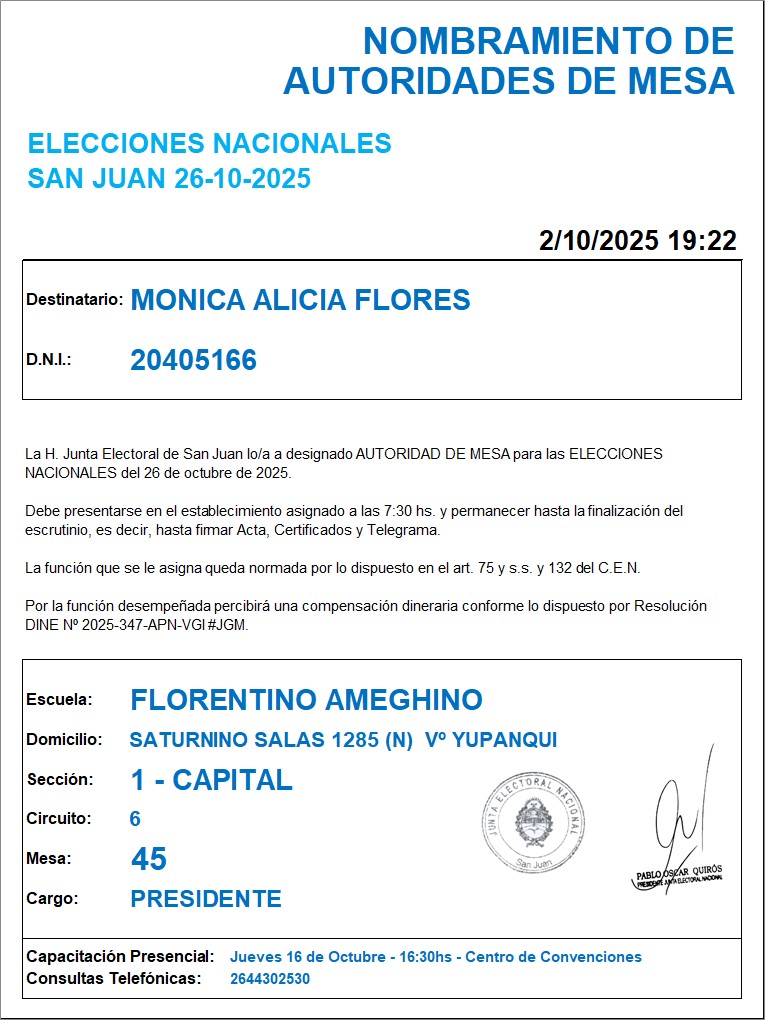 NOMBRAMIENTO DE
AUTORIDADES DE MESA
ELECCIONES NACIONALES
SAN JUAN 26-10-2025
2/10/2025 19:22
Destinatario: MONICA ALICIA FLORES
D.N.I.: 20405166
La H. Junta Electoral de San Juan lo/a a designado AUTORIDAD DE MESA para las ELECCIONES
NACIONALES del 26 de octubre de 2025.
Debe presentarse en el establecimiento asignado a las 7:30 hs. y permanecer hasta la finalización del
escrutinio, es decir, hasta firmar Acta, Certificados y Telegrama.
La función que se le asigna queda normada por lo dispuesto en el art. 75 y s.s. y 132 del C.E.N.
Por la función desempeñada percibirá una compensación dineraria conforme lo dispuesto por Resolución
DINE Nº 2025-347-APN-VGI#JGM.
Escuela: FLORENTINO AMEGHINO
Domicilio: SATURNINO SALAS 1285 (N) Vº YUPANQUI
Sección: 1 - CAPITAL
Circuito: 6
Mesa: 45
Cargo: PRESIDENTE
JUNTA ELECTORAL NACIONAL
San Juan
PABLO OSCAR QUIRÓS
PRESIDENTE JUNTA ELECTORAL NACIONAL
Capacitación Presencial: Jueves 16 de Octubre - 16:30hs - Centro de Convenciones
Consultas Telefónicas: 2644302530